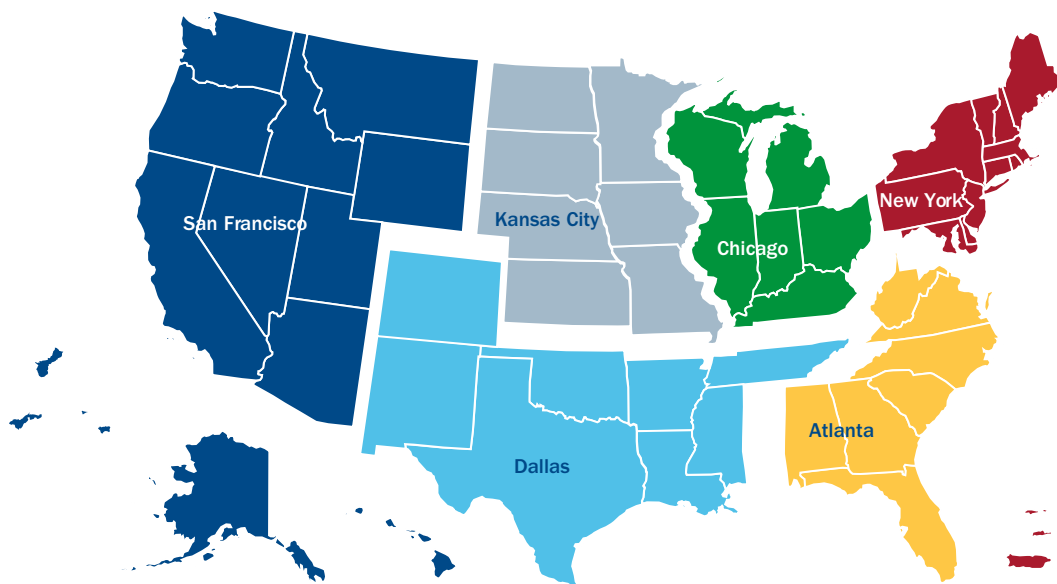 San Francisco
Kansas City
New York
Chicago
Atlanta
Dallas